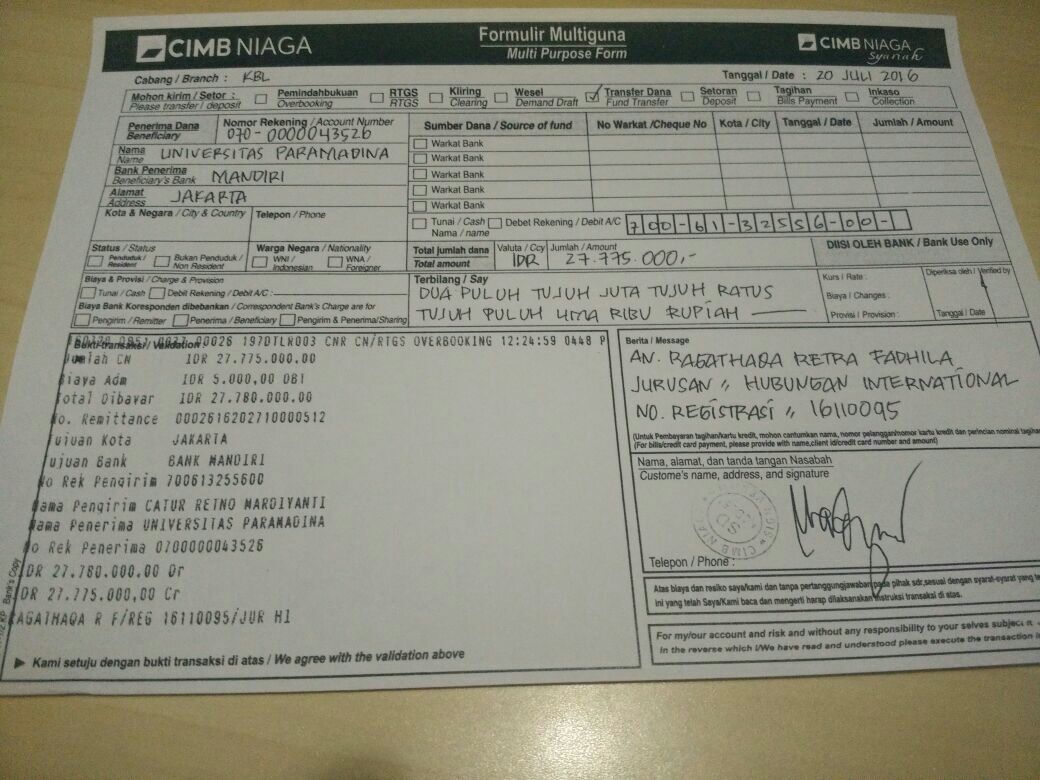 CIMB NIAGA
Formulir Multiguna
Multi Purpose Form
CIMB NIAGA
Syariah
Cabang / Branch : KBL
Tanggal / Date : 20 JULI 2016
Mohon kirim / Setor :
Please transfer / deposit
Pemindahbukuan
Overbooking
RTGS
RTGS
Kliring
Clearing
Wesel
Demand Draft
Transfer Dana
Fund Transfer
Setoran
Deposit
Tagihan
Bills Payment
Inkaso
Collection
Penerima Dana
Beneficiary
Nomor Rekening / Account Number
070-0000043526
Nama
Name
UNIVERSITAS PARAMADINA
Bank Penerima
Beneficiary's Bank
MANDIRI
Alamat
Address
JAKARTA
Kota & Negara / City & Country
Telepon / Phone
Status / Status
Penduduk /
Resident
Bukan Penduduk /
Non Resident
Warga Negara / Nationality
WNI /
Indonesian
WNA /
Foreigner
Sumber Dana / Source of fund
No Warkat /Cheque No
Kota / City
Tanggal / Date
Jumlah / Amount
Warkat Bank
Warkat Bank
Warkat Bank
Warkat Bank
Warkat Bank
Tunai / Cash
Debet Rekening / Debit A/C
700-61-32556-00-
Nama / name
Total jumlah dana
Total amount
Valuta / Ccy
IDR
Jumlah / Amount
27.775.000,-
DIISI OLEH BANK / Bank Use Only
Biaya & Provisi / Charge & Provision
Tunai / Cash
Debit Rekening / Debit A/C :
Biaya Bank Koresponden dibebankan / Correspondent Bank's Charge are for
Pengirim / Remitter
Penerima / Beneficiary
Pengirim & Penerima/Sharing
Terbilang / Say
DUA PULUH TUJUH JUTA TUJUH RATUS
TUJUH PULUH LIMA RIBU RUPIAH
Kurs / Rate :
Biaya / Changes :
Provisi / Provision :
Diperiksa oleh / Verified by
Tanggal / Date
Bukti transaksi / Validation
00026 197DTLR003 CNR CN/RTGS OVERBOOKING 12:24:59 0448 P
Jumlah CN IDR 27.775.000.00
Biaya Adm IDR 5.000,00 OBI
Total Dibayar IDR 27.780.000.00
No. Remittance 0002616202710000512
Tujuan Kota JAKARTA
Tujuan Bank BANK MANDIRI
No Rek Pengirim 700613255600
Nama Pengirim CATUR RETNO MARDIYANTI
Nama Penerima UNIVERSITAS PARAMADINA
No Rek Penerima 0700000043526
IDR 27.780.000.00 Dr
IDR 27.775.000,00 Cr
RAGATHAQA R F/REG 16110095/JUR HI
Kami setuju dengan bukti transaksi di atas / We agree with the validation above
Bank's Copy
Berita / Message
AN. RAGATHAQA RETRA FADHILA
JURUSAN " HUBUNGAN INTERNATIONAL
NO. REGISTRASI " 16110095
(Untuk Pembayaran tagihan/kartu kredit, mohon cantumkan nama, nomor pelanggan/nomor kartu kredit dan perincian nominal tagihan
(For bills/credit card payment, please provide with name,client id/credit card number and amount)
Nama, alamat, dan tanda tangan Nasabah
Custome's name, address, and signature
CIMB NIA
Telepon / Phone :
Atas biaya dan resiko saya/kami dan tanpa pertanggungjawaban pada pihak sdr,sesuai dengan syarat-syarat yang te
ini yang telah Saya/Kami baca dan mengerti harap dilaksanakan instruksi transaksi di atas.
For my/our account and risk and without any responsibility to your selves subject
in the reverse which I/We have read and understood please execute the transaction in